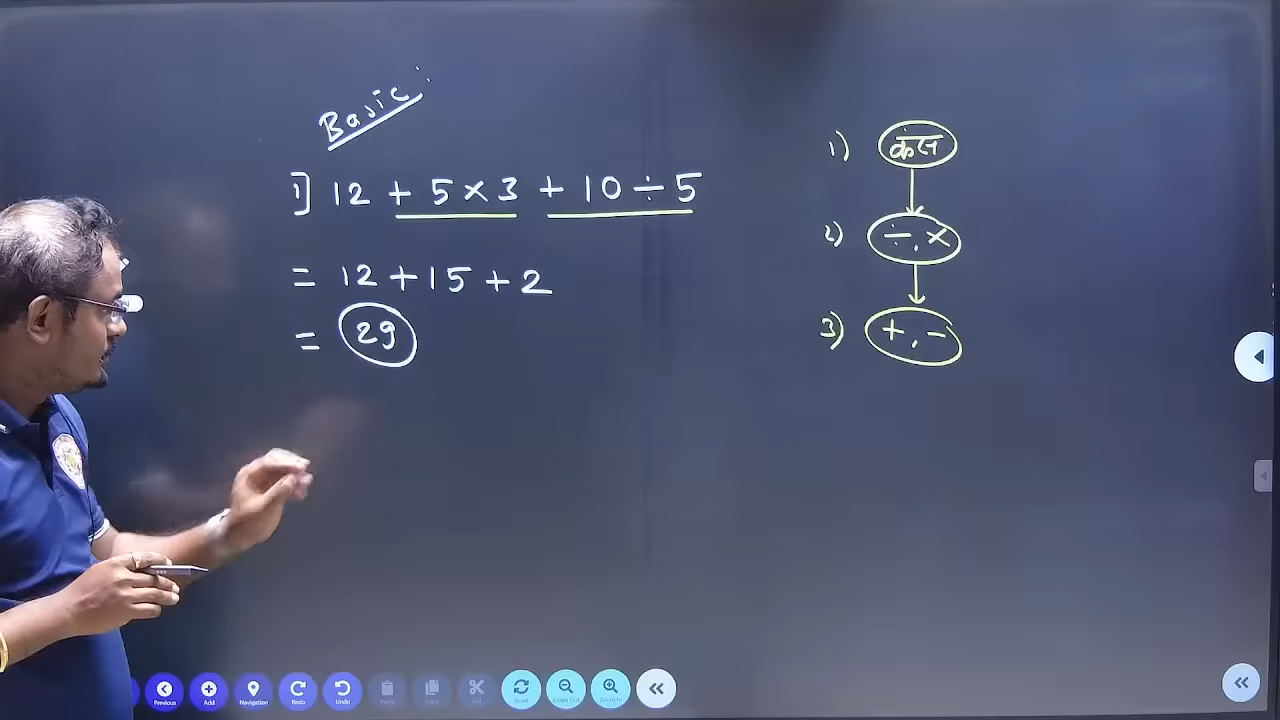 Basic:
1] 12 + 5 × 3 + 10 ÷ 5
= 12 + 15 + 2
= 29
1) कंस
2) ÷, ×
3) +, -
Previous Add Navigation Redo Undo Paste Copy Cut Zoom Out Zoom In